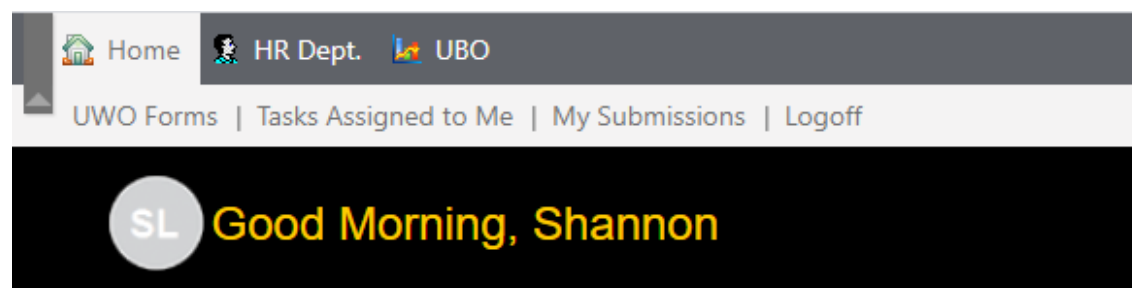 Home HR Dept. UBO
UWO Forms | Tasks Assigned to Me | My Submissions | Logoff
SL Good Morning, Shannon